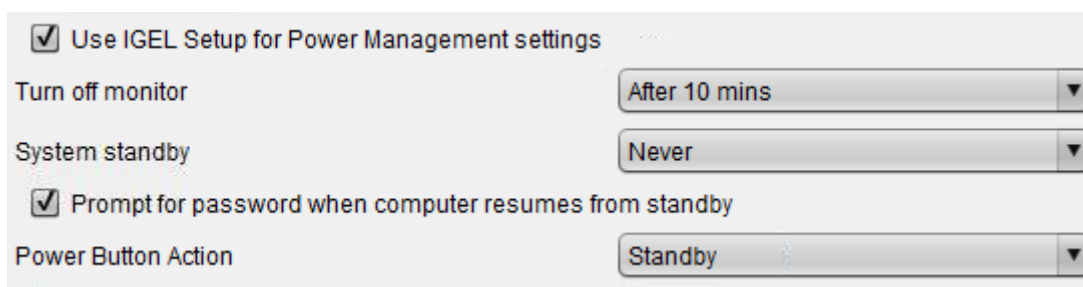 Use IGEL Setup for Power Management settings
Turn off monitor After 10 mins
System standby Never
Prompt for password when computer resumes from standby
Power Button Action Standby